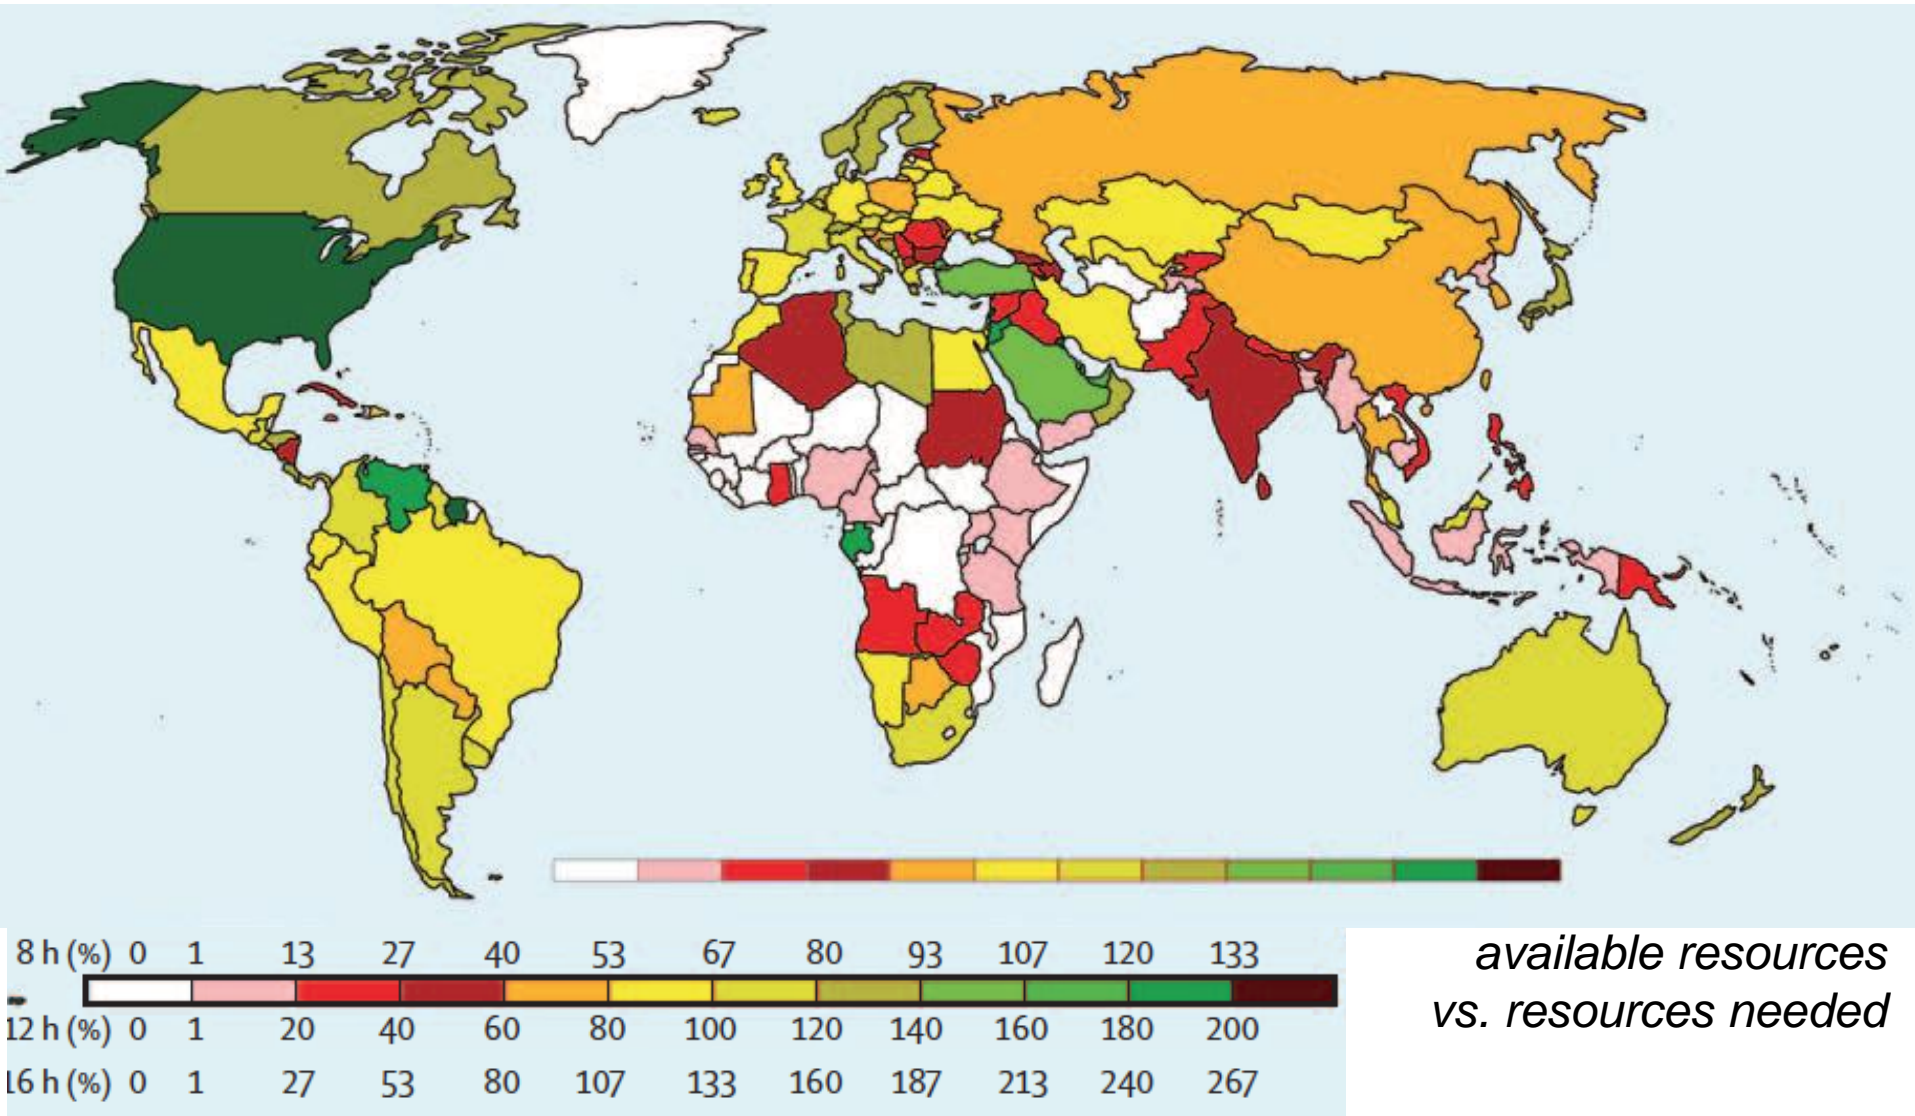 8 h (%) 0 1 13 27 40 53 67 80 93 107 120 133
12 h (%) 0 1 20 40 60 80 100 120 140 160 180 200
16 h (%) 0 1 27 53 80 107 133 160 187 213 240 267
available resources
vs. resources needed